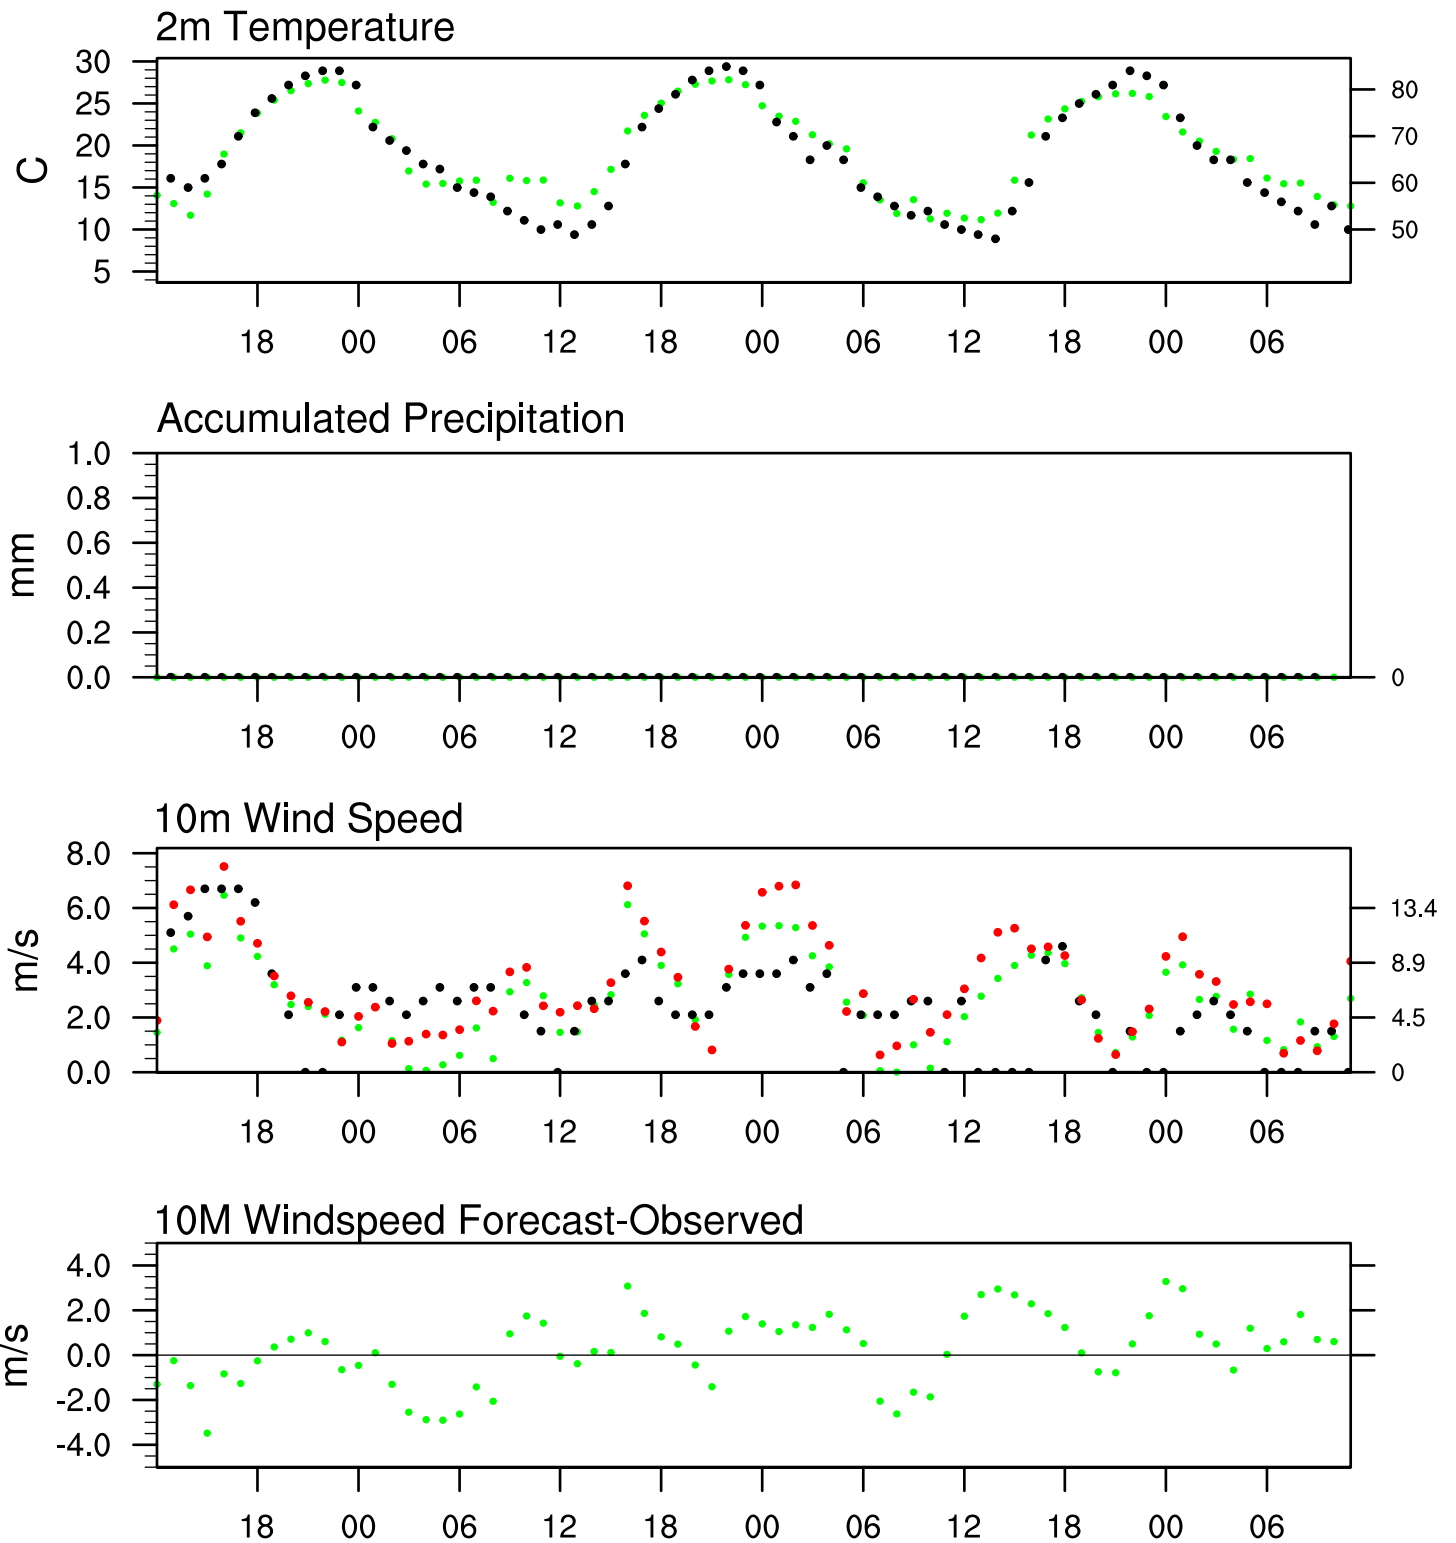 2m Temperature
30
25
20
15
10
5
C
80
70
60
50
18 00 06 12 18 00 06 12 18 00 06
Accumulated Precipitation
1.0
0.8
0.6
0.4
0.2
0.0
mm
0
18 00 06 12 18 00 06 12 18 00 06
10m Wind Speed
8.0
6.0
4.0
2.0
0.0
m/s
13.4
8.9
4.5
0
18 00 06 12 18 00 06 12 18 00 06
10M Windspeed Forecast-Observed
4.0
2.0
0.0
-2.0
-4.0
m/s
18 00 06 12 18 00 06 12 18 00 06